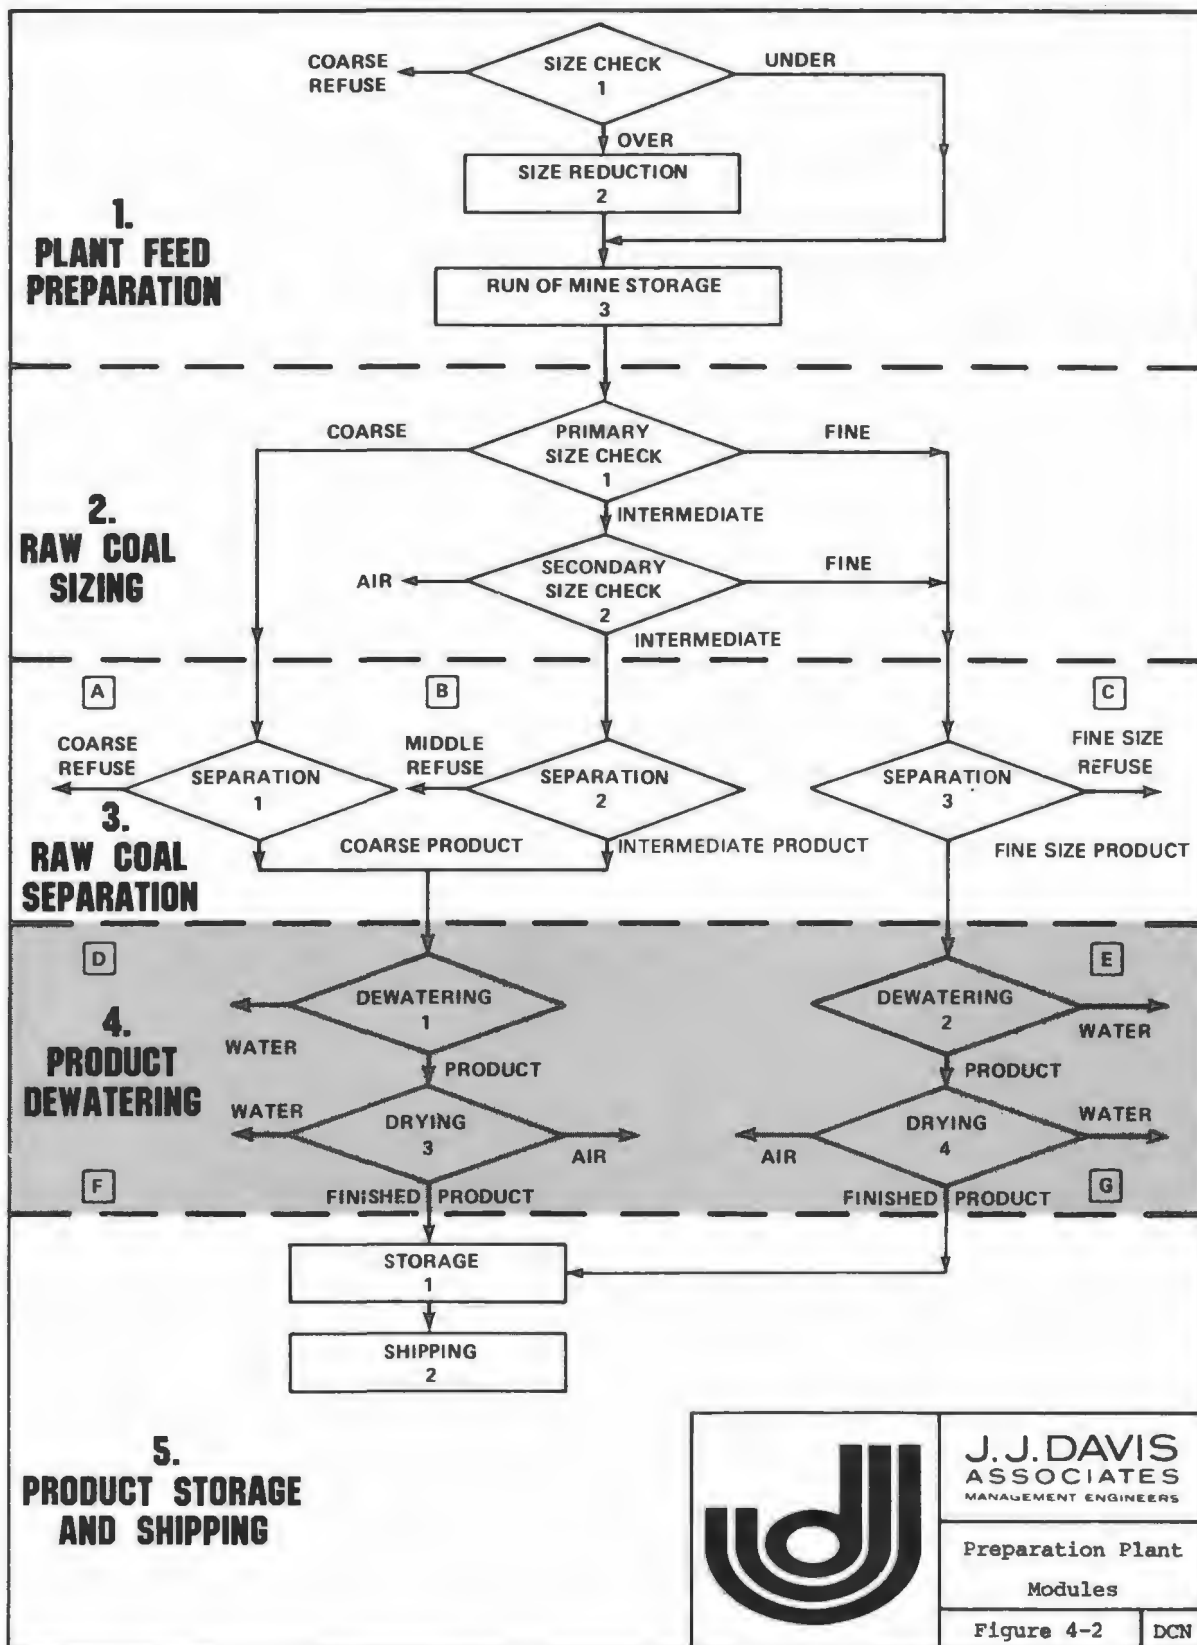 SIZE CHECK
1
COARSE
REFUSE
UNDER
OVER
SIZE REDUCTION
2
1.
PLANT FEED
PREPARATION
RUN OF MINE STORAGE
3
COARSE
PRIMARY
SIZE CHECK
1
FINE
INTERMEDIATE
2.
RAW COAL
SIZING
AIR
SECONDARY
SIZE CHECK
2
FINE
INTERMEDIATE
A
B
C
COARSE
REFUSE
SEPARATION
1
MIDDLE
REFUSE
SEPARATION
2
SEPARATION
3
FINE SIZE
REFUSE
3.
RAW COAL
SEPARATION
COARSE PRODUCT
INTERMEDIATE PRODUCT
FINE SIZE PRODUCT
D
E
4.
PRODUCT
DEWATERING
DEWATERING
1
WATER
DEWATERING
2
WATER
PRODUCT
PRODUCT
WATER
DRYING
3
AIR
AIR
DRYING
4
WATER
F
FINISHED PRODUCT
FINISHED PRODUCT
G
STORAGE
1
SHIPPING
2
5.
PRODUCT STORAGE
AND SHIPPING
J.J. DAVIS
ASSOCIATES
MANAGEMENT ENGINEERS
Preparation Plant
Modules
Figure 4-2
DCN